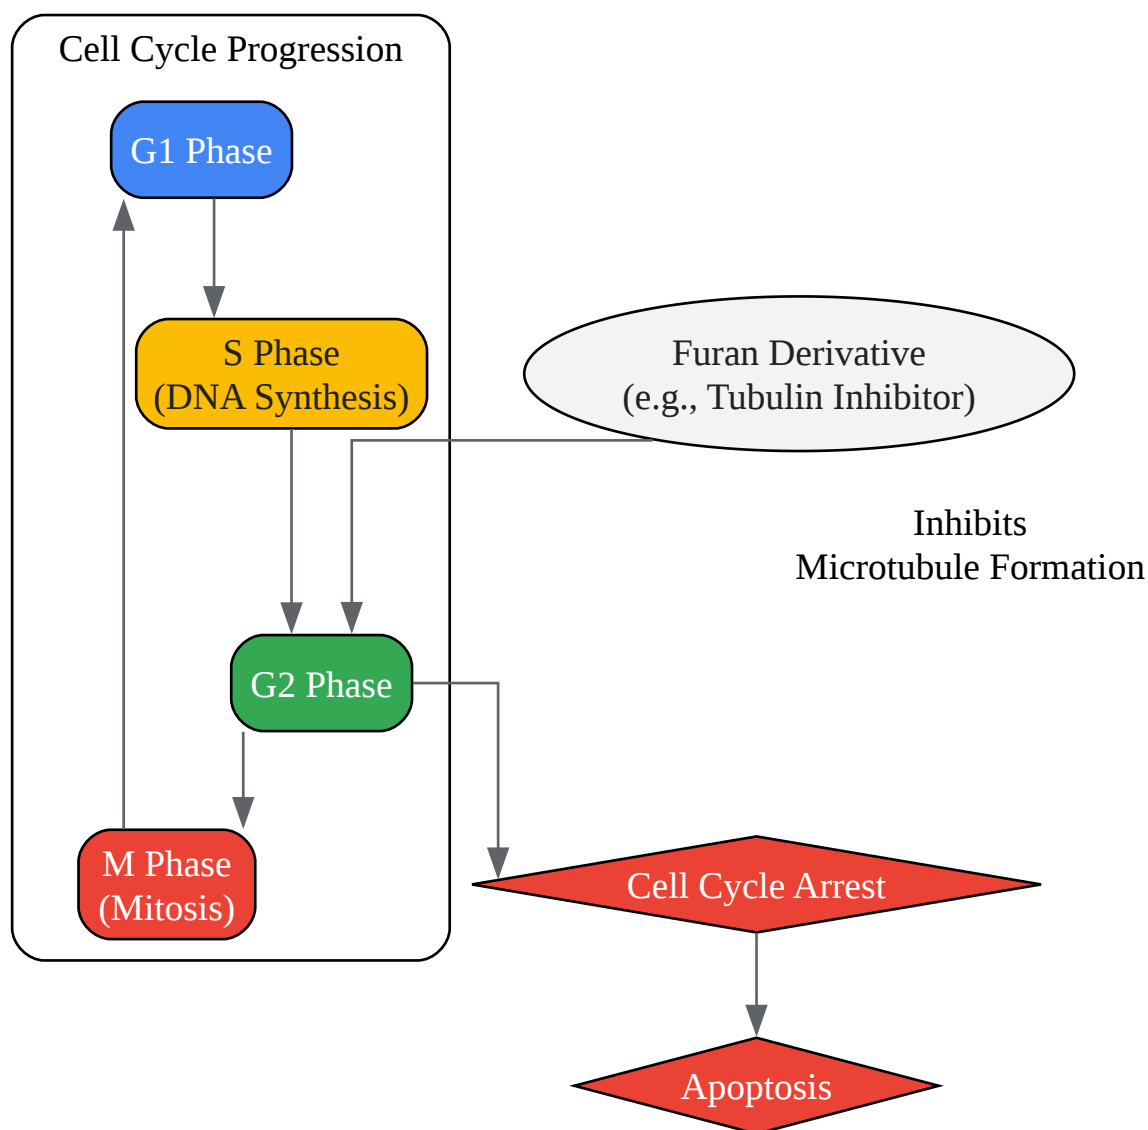 Cell Cycle Progression
G1 Phase
S Phase
(DNA Synthesis)
Furan Derivative
(e.g., Tubulin Inhibitor)
Inhibits
Microtubule Formation
G2 Phase
M Phase
(Mitosis)
Cell Cycle Arrest
Apoptosis